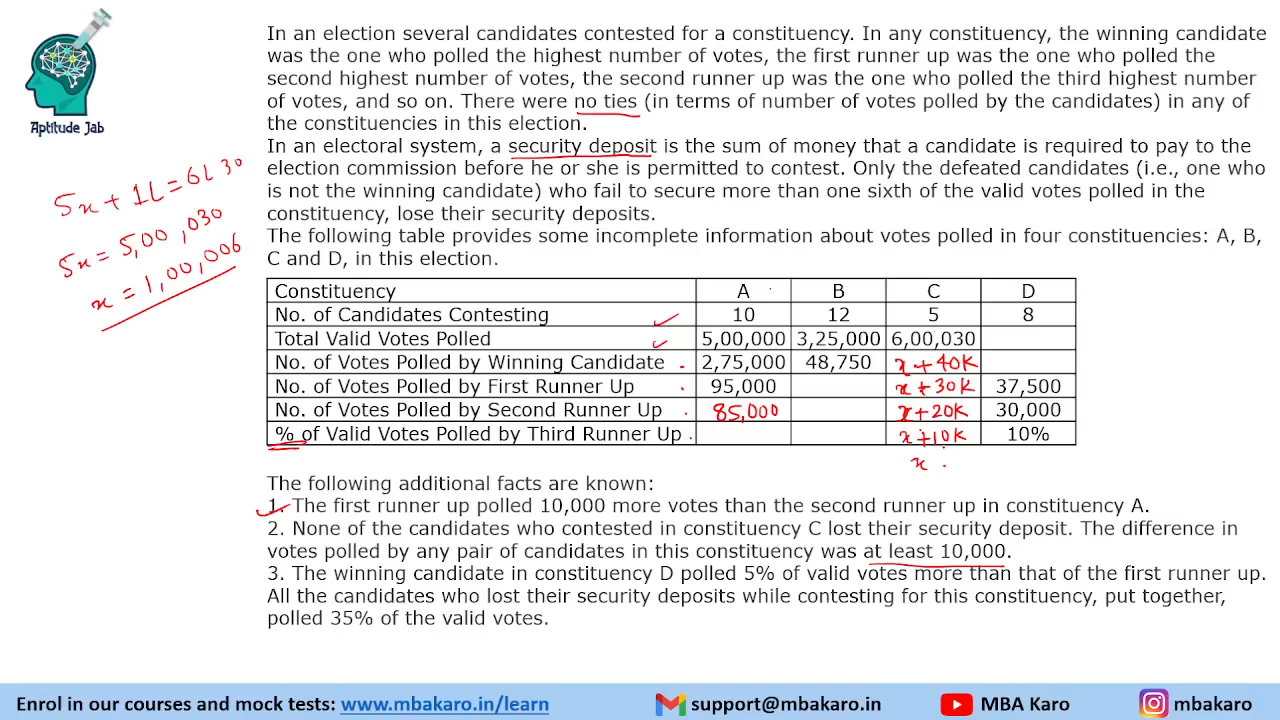 In an election several candidates contested for a constituency. In any constituency, the winning candidate
was the one who polled the highest number of votes, the first runner up was the one who polled the
second highest number of votes, the second runner up was the one who polled the third highest number
of votes, and so on. There were no ties (in terms of number of votes polled by the candidates) in any of
the constituencies in this election.
Aptitude Jab
In an electoral system, a security deposit is the sum of money that a candidate is required to pay to the
election commission before he or she is permitted to contest. Only the defeated candidates (i.e., one who
is not the winning candidate) who fail to secure more than one sixth of the valid votes polled in the
constituency, lose their security deposits.
The following table provides some incomplete information about votes polled in four constituencies: A, B,
C and D, in this election.
5x + 1L = 6L 30
5x = 5,00,030
x = 1,00,006
Constituency A B C D
No. of Candidates Contesting 10 12 5 8
Total Valid Votes Polled 5,00,000 3,25,000 6,00,030
No. of Votes Polled by Winning Candidate 2,75,000 48,750 x+40K
No. of Votes Polled by First Runner Up 95,000 x+30K 37,500
No. of Votes Polled by Second Runner Up 85,000 x+20K 30,000
% of Valid Votes Polled by Third Runner Up x+10K 10%
x
The following additional facts are known:
1. The first runner up polled 10,000 more votes than the second runner up in constituency A.
2. None of the candidates who contested in constituency C lost their security deposit. The difference in
votes polled by any pair of candidates in this constituency was at least 10,000.
3. The winning candidate in constituency D polled 5% of valid votes more than that of the first runner up.
All the candidates who lost their security deposits while contesting for this constituency, put together,
polled 35% of the valid votes.
Enrol in our courses and mock tests: www.mbakaro.in/learn support@mbakaro.in MBA Karo mbakaro